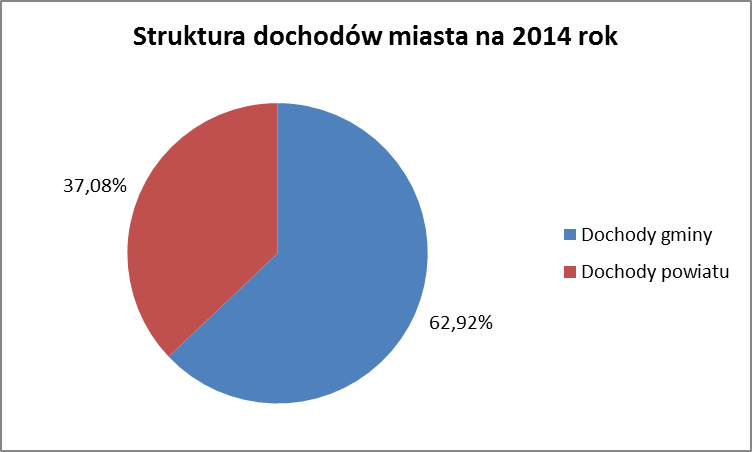 Struktura dochodów miasta na 2014 rok
37,08%
Dochody gminy
Dochody powiatu
62,92%